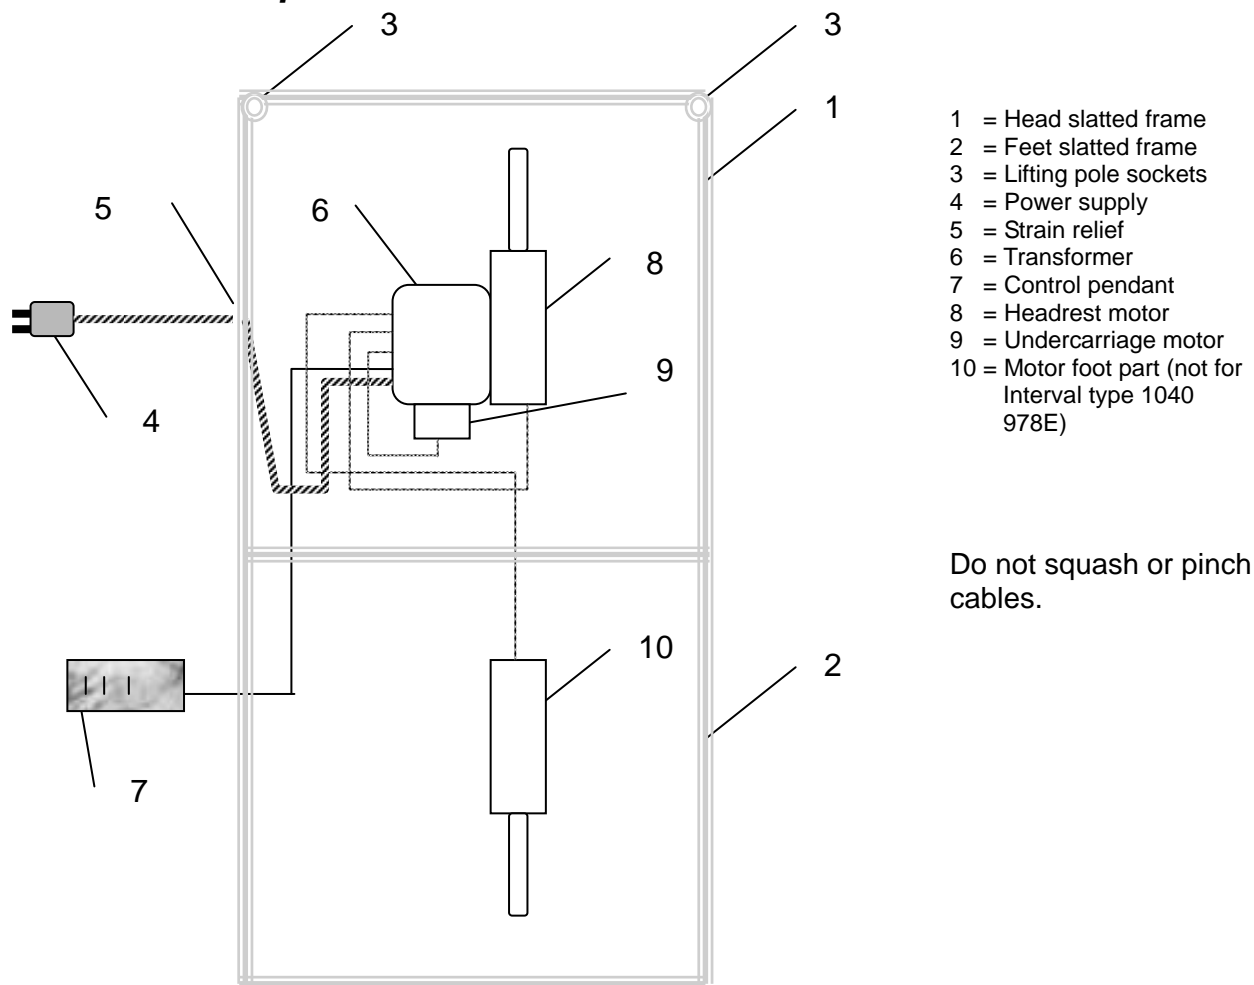 3 3
1
5 6
8
9
4
10
2
7
1 = Head slatted frame
2 = Feet slatted frame
3 = Lifting pole sockets
4 = Power supply
5 = Strain relief
6 = Transformer
7 = Control pendant
8 = Headrest motor
9 = Undercarriage motor
10 = Motor foot part (not for
Interval type 1040
978E)
Do not squash or pinch
cables.